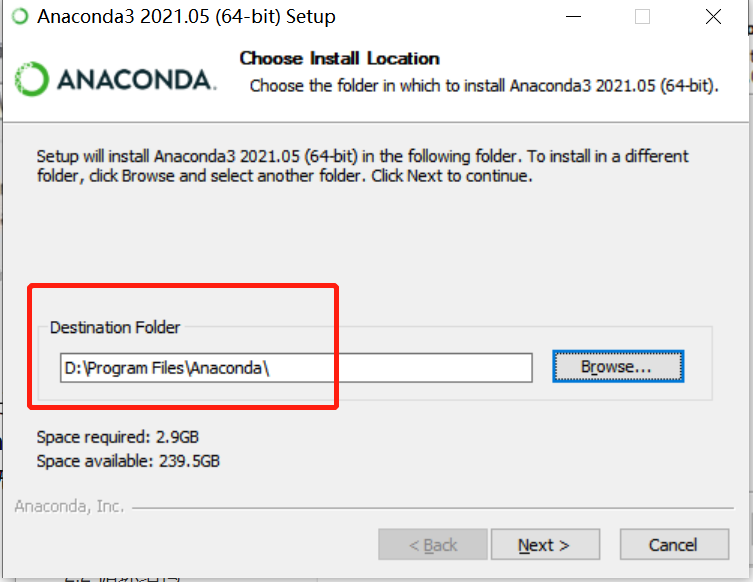 Anaconda3 2021.05 (64-bit) Setup
ANACONDA.
Choose Install Location
Choose the folder in which to install Anaconda3 2021.05 (64-bit).
Setup will install Anaconda3 2021.05 (64-bit) in the following folder. To install in a different
folder, click Browse and select another folder. Click Next to continue.
Destination Folder
D:\Program Files\Anaconda\
Browse...
Space required: 2.9GB
Space available: 239.5GB
Anaconda, Inc.
< Back
Next >
Cancel